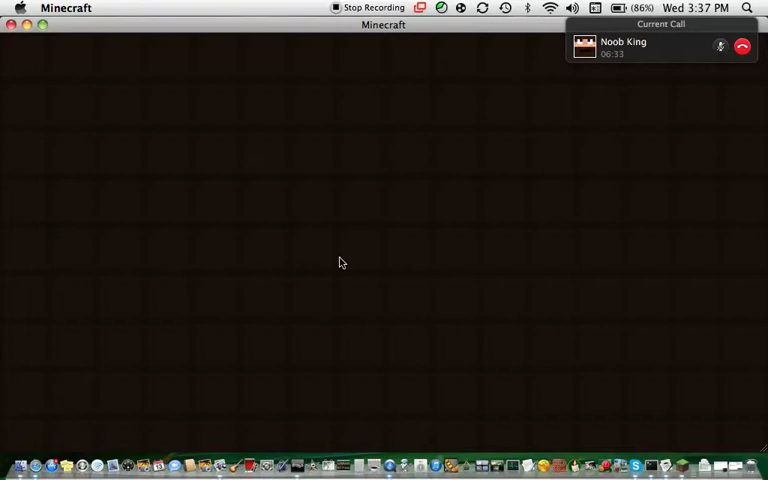 Minecraft
Stop Recording
(86%)
Wed 3:37 PM
Minecraft
Current Call
Noob King
06:33